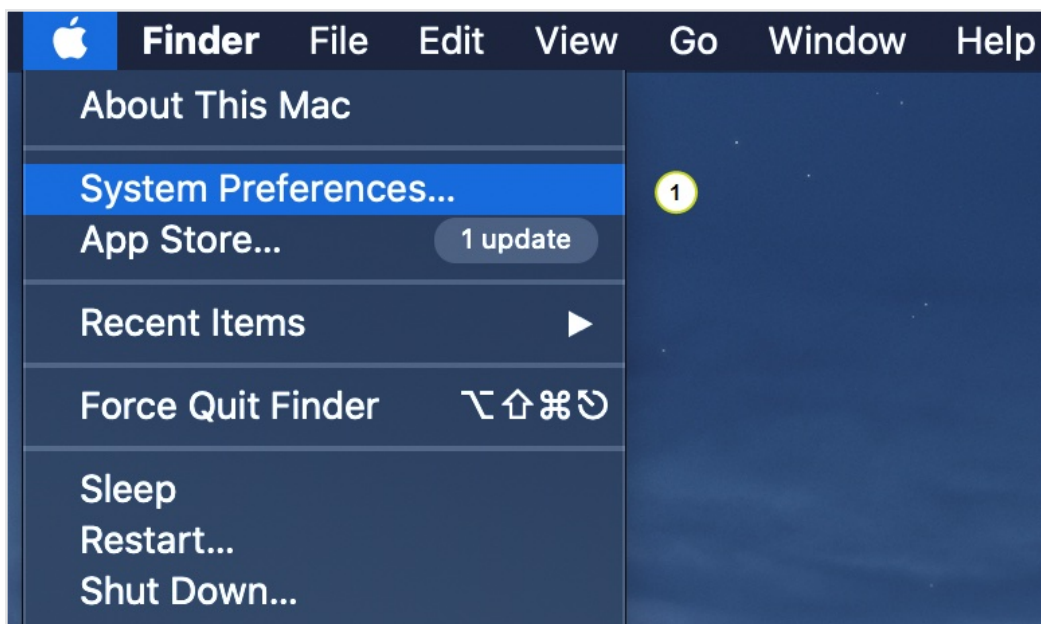 Finder File Edit View Go Window Help
About This Mac
System Preferences... 1
App Store... 1 update
Recent Items ▶
Force Quit Finder ⌥⇧⌘⎋
Sleep
Restart...
Shut Down...